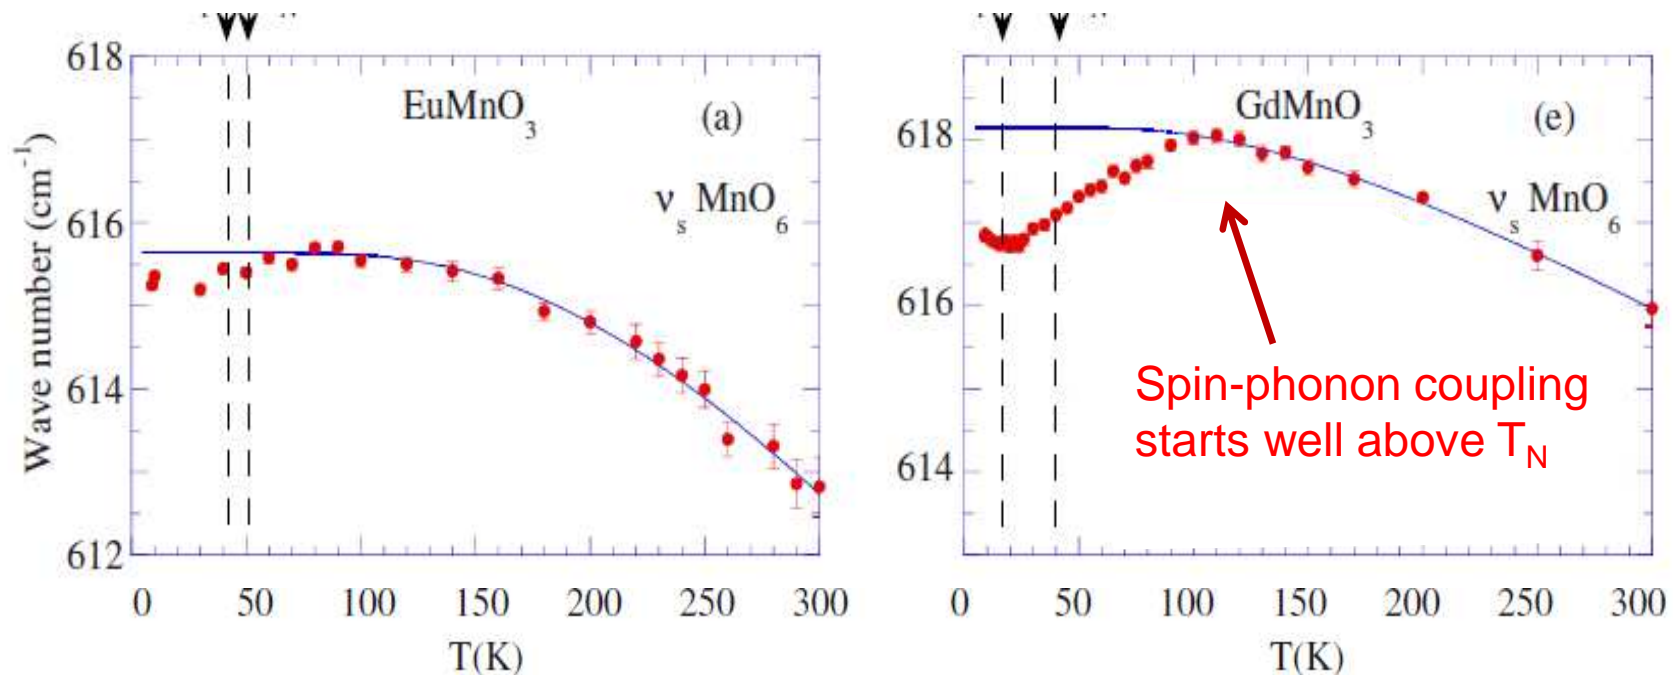 N
N
618
616
614
612
Wave number (cm⁻¹)
EuMnO₃
(a)
νₛ MnO₆
0 50 100 150 200 250 300
T(K)
618
616
614
GdMnO₃
(e)
νₛ MnO₆
Spin-phonon coupling
starts well above T_N
0 50 100 150 200 250 300
T(K)